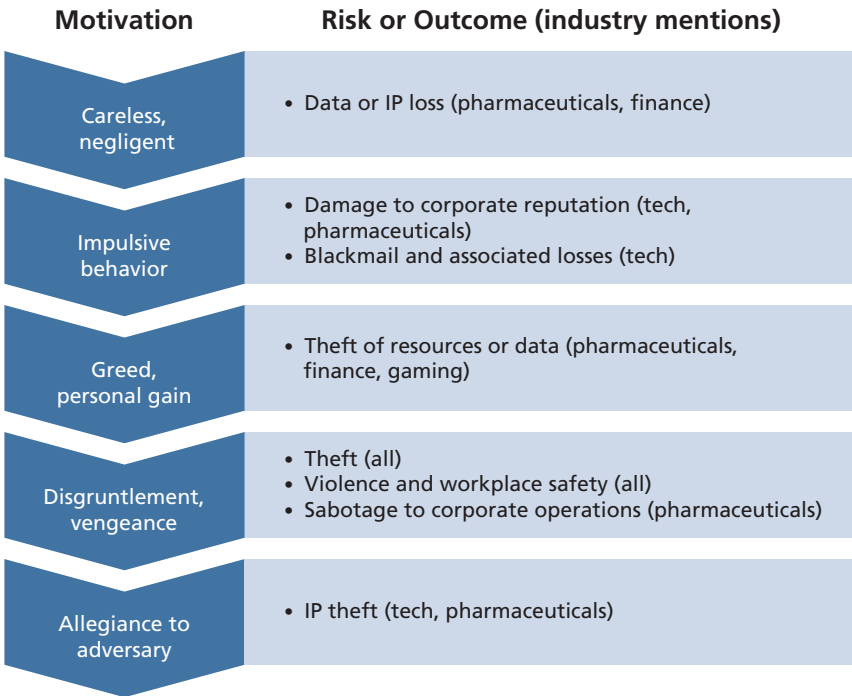 Motivation
Risk or Outcome (industry mentions)
Careless,
negligent
• Data or IP loss (pharmaceuticals, finance)
Impulsive
behavior
• Damage to corporate reputation (tech,
pharmaceuticals)
• Blackmail and associated losses (tech)
Greed,
personal gain
• Theft of resources or data (pharmaceuticals,
finance, gaming)
Disgruntlement,
vengeance
• Theft (all)
• Violence and workplace safety (all)
• Sabotage to corporate operations (pharmaceuticals)
Allegiance to
adversary
• IP theft (tech, pharmaceuticals)